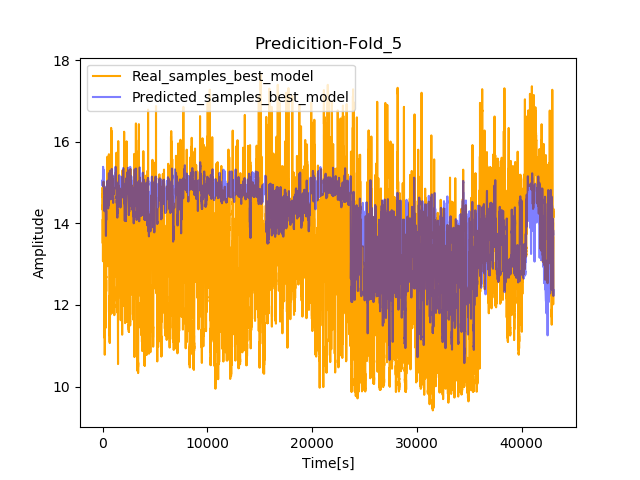 Predicition-Fold_5
Real_samples_best_model
Predicted_samples_best_model
Amplitude
18
16
14
12
10
0 10000 20000 30000 40000
Time[s]